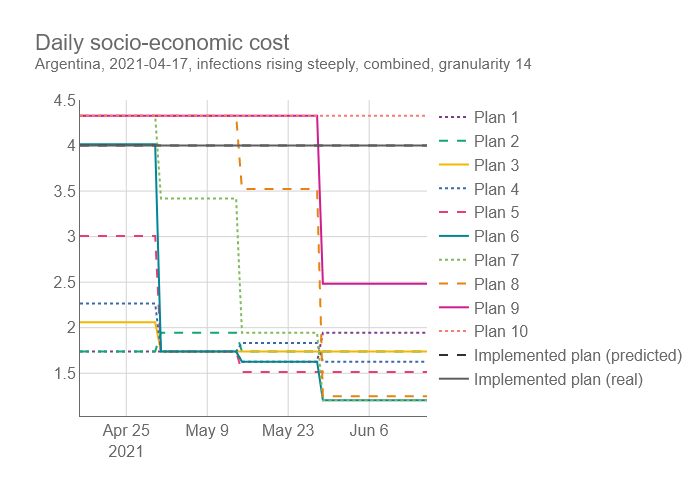 Daily socio-economic cost
Argentina, 2021-04-17, infections rising steeply, combined, granularity 14
4.5
4
3.5
3
2.5
2
1.5
Apr 25
2021
May 9
May 23
Jun 6
Plan 1
Plan 2
Plan 3
Plan 4
Plan 5
Plan 6
Plan 7
Plan 8
Plan 9
Plan 10
Implemented plan (predicted)
Implemented plan (real)